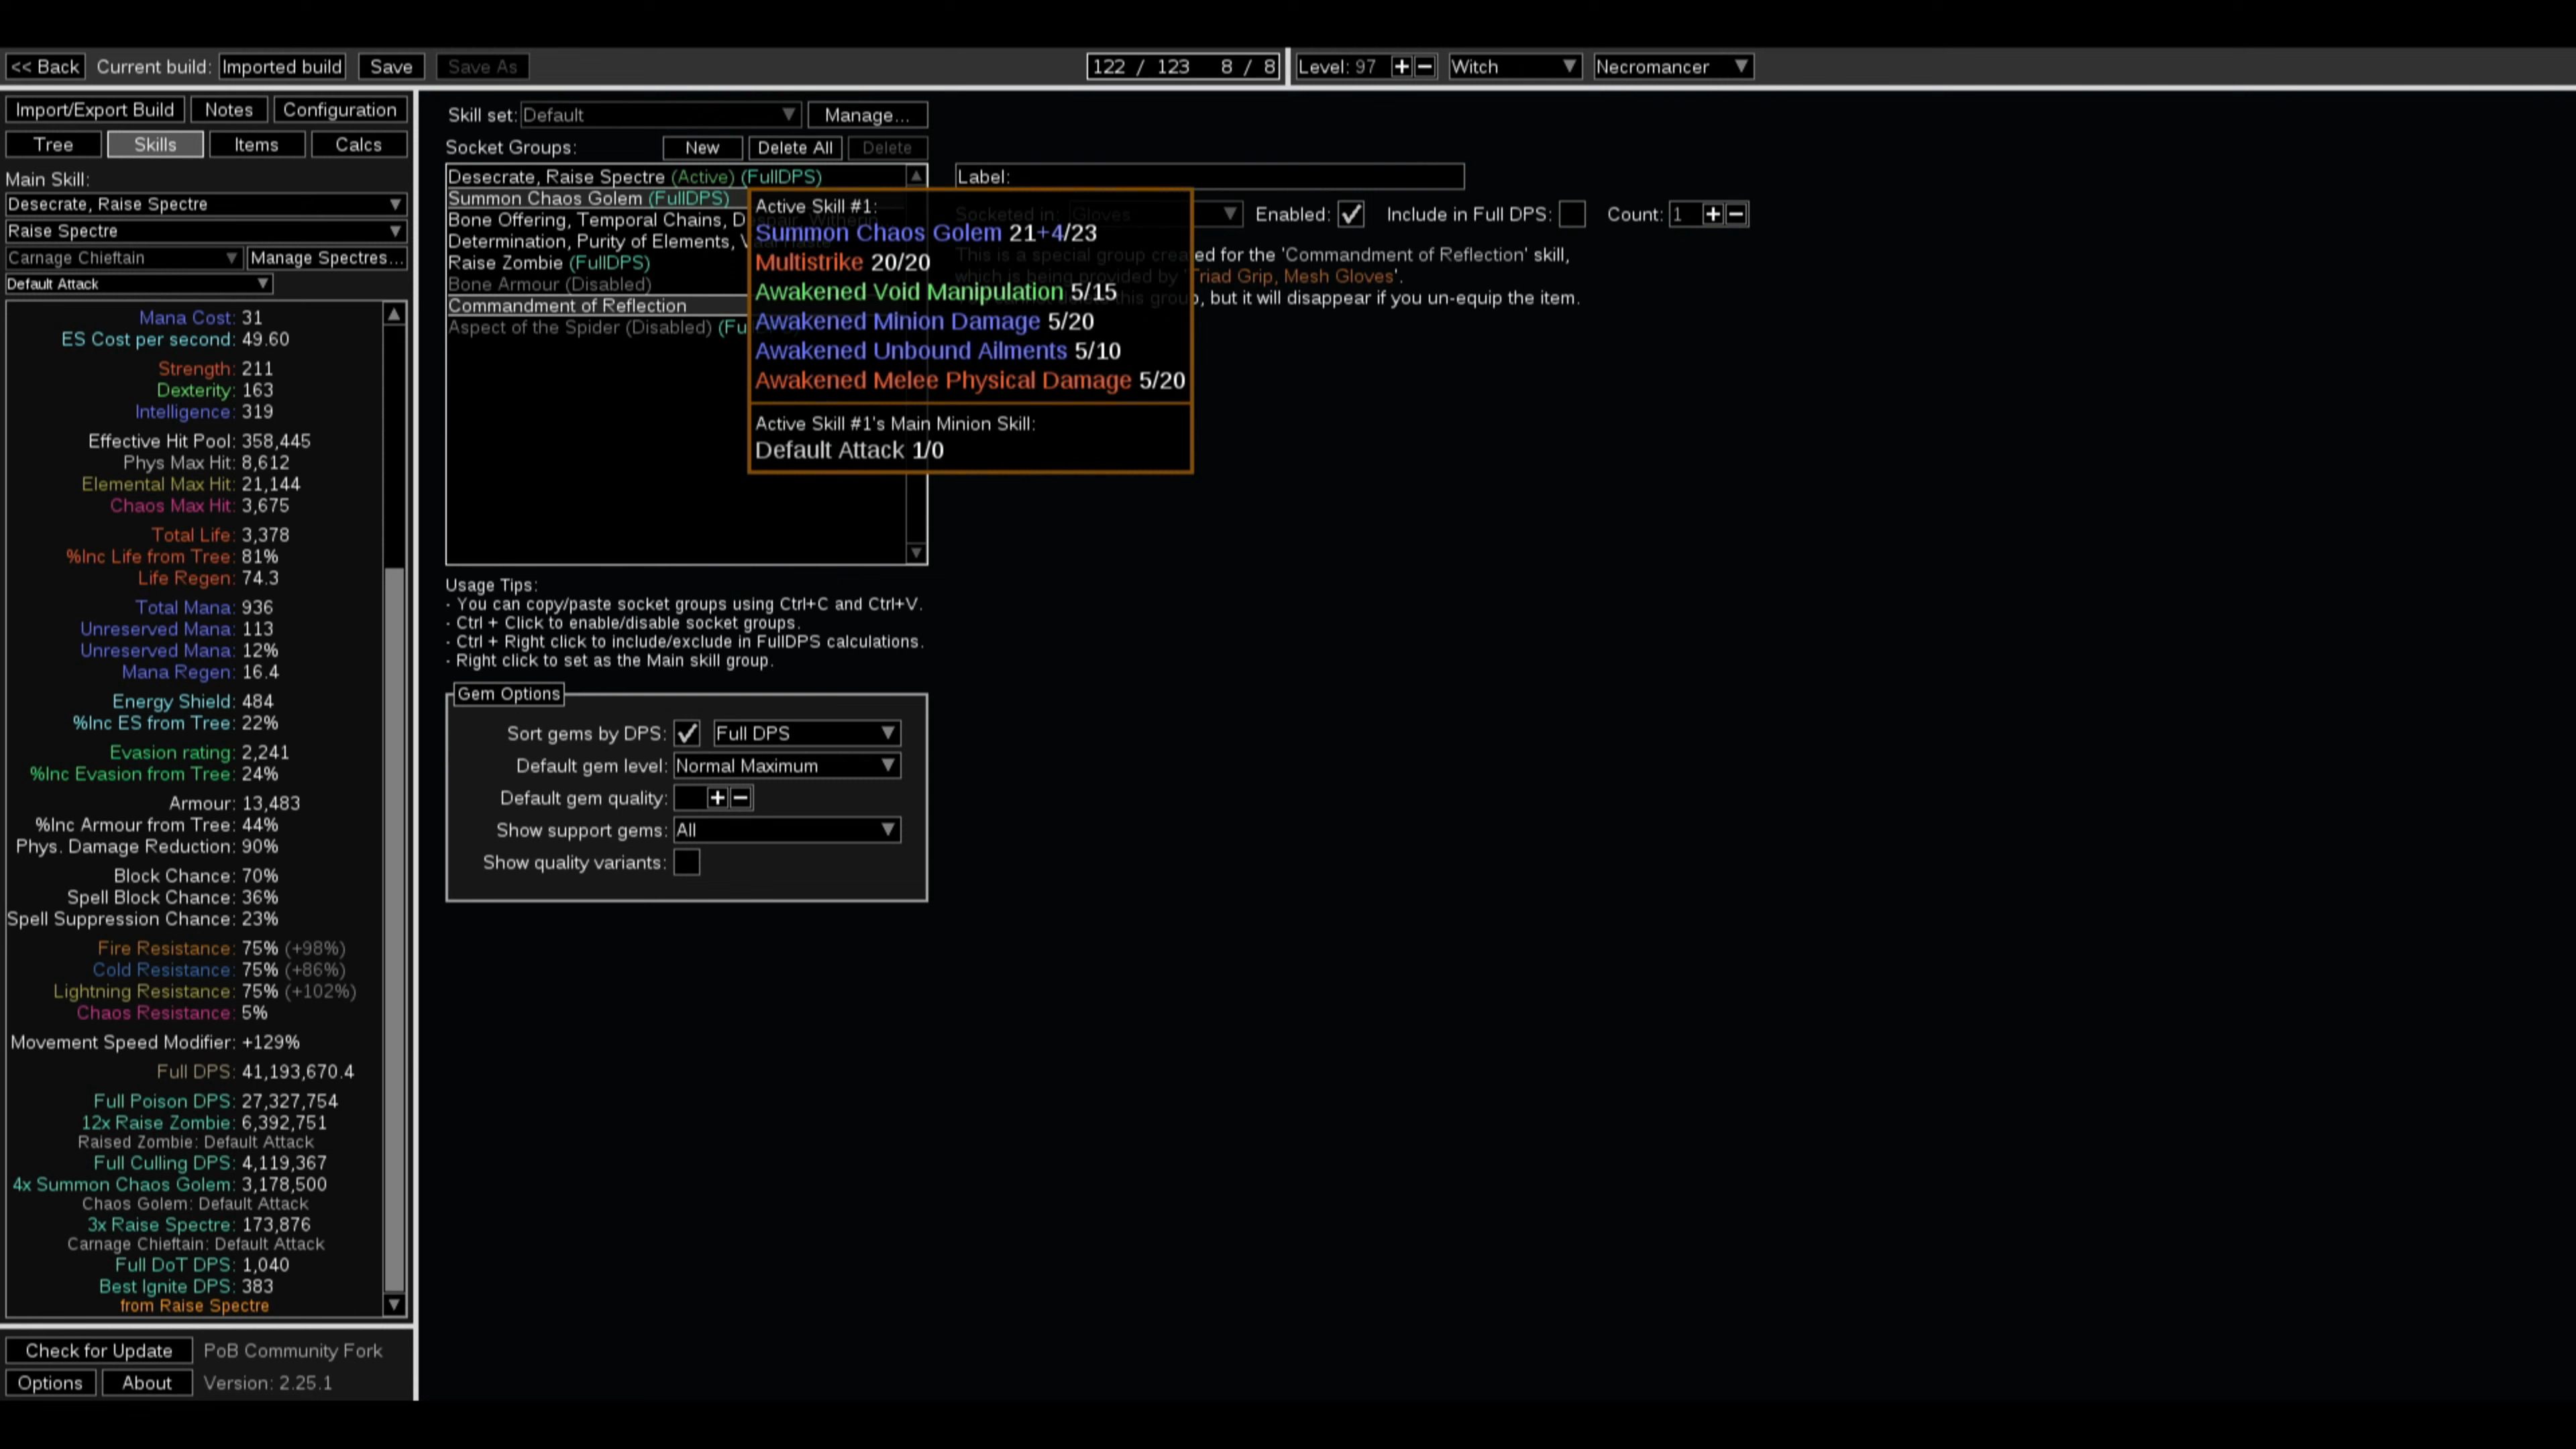 << Back Current build: Imported build Save Save As 122 / 123 8 / 8 Level: 97 + − Witch Necromancer
Import/Export Build Notes Configuration
Tree Skills Items Calcs
Main Skill:
Desecrate, Raise Spectre
Raise Spectre
Carnage Chieftain Manage Spectres...
Default Attack
Mana Cost: 31
ES Cost per second: 49.60
Strength: 211
Dexterity: 163
Intelligence: 319
Effective Hit Pool: 358,445
Phys Max Hit: 8,612
Elemental Max Hit: 21,144
Chaos Max Hit: 3,675
Total Life: 3,378
%Inc Life from Tree: 81%
Life Regen: 74.3
Total Mana: 936
Unreserved Mana: 113
Unreserved Mana: 12%
Mana Regen: 16.4
Energy Shield: 484
%Inc ES from Tree: 22%
Evasion rating: 2,241
%Inc Evasion from Tree: 24%
Armour: 13,483
%Inc Armour from Tree: 44%
Phys. Damage Reduction: 90%
Block Chance: 70%
Spell Block Chance: 36%
Spell Suppression Chance: 23%
Fire Resistance: 75% (+98%)
Cold Resistance: 75% (+86%)
Lightning Resistance: 75% (+102%)
Chaos Resistance: 5%
Movement Speed Modifier: +129%
Full DPS: 41,193,670.4
Full Poison DPS: 27,327,754
12x Raise Zombie: 6,392,751
Raised Zombie: Default Attack
Full Culling DPS: 4,119,367
4x Summon Chaos Golem: 3,178,500
Chaos Golem: Default Attack
3x Raise Spectre: 173,876
Carnage Chieftain: Default Attack
Full DoT DPS: 1,040
Best Ignite DPS: 383
from Raise Spectre
Check for Update PoB Community Fork
Options About Version: 2.25.1
Skill set: Default Manage...
Socket Groups: New Delete All Delete
Desecrate, Raise Spectre (Active) (FullDPS)
Summon Chaos Golem (FullDPS)
Bone Offering, Temporal Chains, Despair, Witherin
Determination, Purity of Elements,
Raise Zombie (FullDPS)
Bone Armour (Disabled)
Commandment of Reflection
Aspect of the Spider (Disabled) (Fu
Active Skill #1:
Summon Chaos Golem 21+4/23
Multistrike 20/20
Awakened Void Manipulation 5/15
Awakened Minion Damage 5/20
Awakened Unbound Ailments 5/10
Awakened Melee Physical Damage 5/20
Active Skill #1's Main Minion Skill:
Default Attack 1/0
Label:
Socketed in: Gloves Enabled: Include in Full DPS: Count: 1 + −
This is a special group created for the 'Commandment of Reflection' skill,
which is being provided by 'Triad Grip, Mesh Gloves'.
this group, but it will disappear if you un-equip the item.
Usage Tips:
- You can copy/paste socket groups using Ctrl+C and Ctrl+V.
- Ctrl + Click to enable/disable socket groups.
- Ctrl + Right click to include/exclude in FullDPS calculations.
- Right click to set as the Main skill group.
Gem Options
Sort gems by DPS: Full DPS
Default gem level: Normal Maximum
Default gem quality: + −
Show support gems: All
Show quality variants: